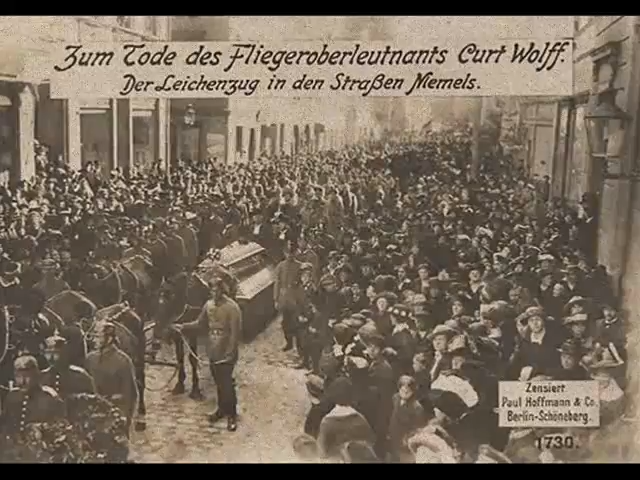 Zum Tode des Fliegeroberleutnants Curt Wolff.
Der Leichenzug in den Straßen Memels.
Zensiert
Paul Hoffmann & Co.
Berlin-Schöneberg.
1730.